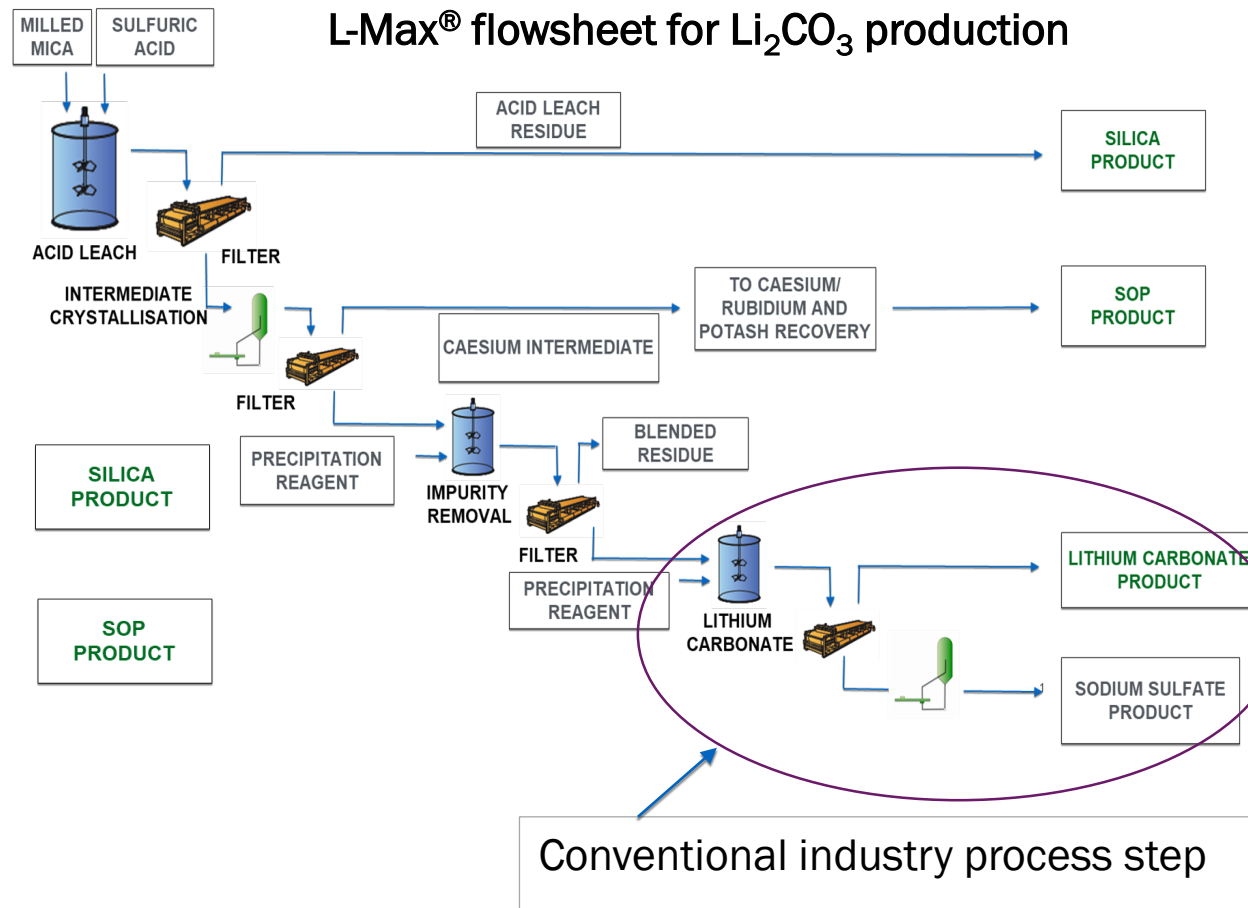 L-Max® flowsheet for Li₂CO₃ production
MILLED
MICA
SULFURIC
ACID
ACID LEACH
RESIDUE
SILICA
PRODUCT
ACID LEACH
FILTER
INTERMEDIATE
CRYSTALLISATION
TO CAESIUM/
RUBIDIUM AND
POTASH RECOVERY
SOP
PRODUCT
CAESIUM INTERMEDIATE
FILTER
PRECIPITATION
REAGENT
IMPURITY
REMOVAL
BLENDED
RESIDUE
SILICA
PRODUCT
FILTER
PRECIPITATION
REAGENT
LITHIUM
CARBONATE
LITHIUM CARBONATE
PRODUCT
SOP
PRODUCT
1
SODIUM SULFATE
PRODUCT
Conventional industry process step